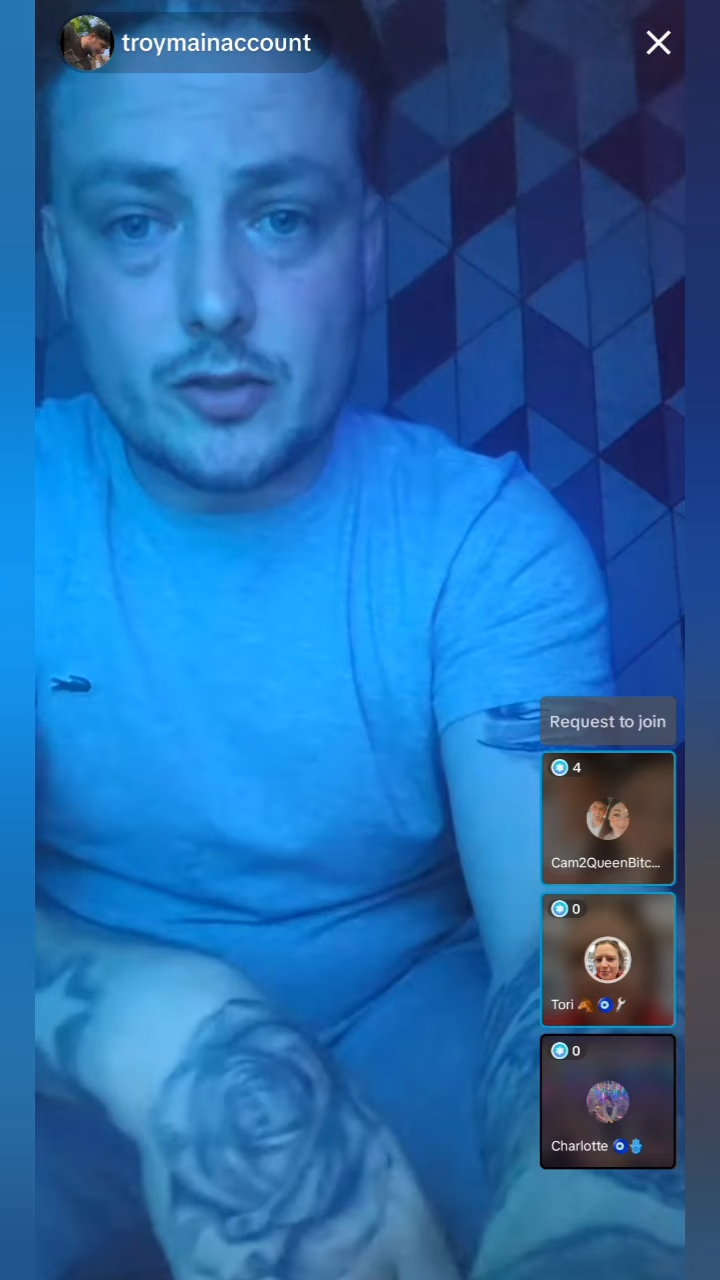 troymainaccount
Request to join
4
Cam2QueenBitc...
0
Tori 🐴 🧿 🔧
0
Charlotte 🧿 🪬